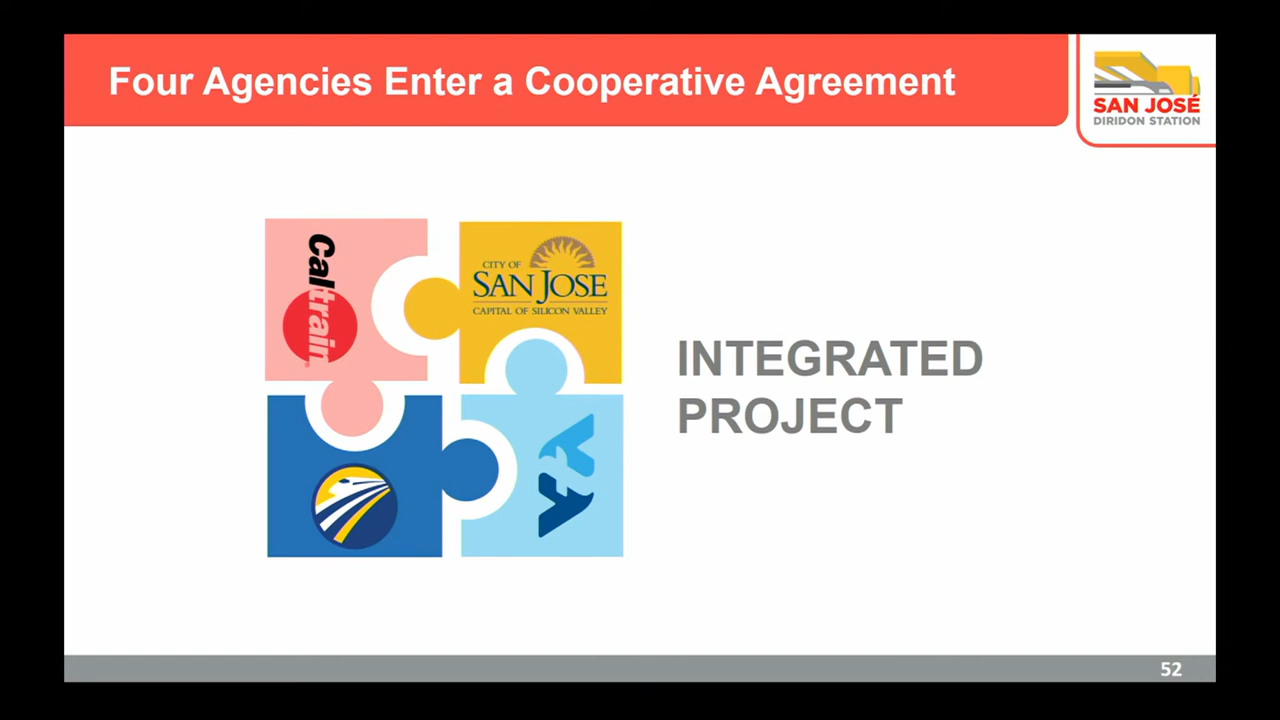 Four Agencies Enter a Cooperative Agreement
SAN JOSÉ
DIRIDON STATION
caltrain
CITY OF
SAN JOSE
CAPITAL OF SILICON VALLEY
INTEGRATED
PROJECT
52